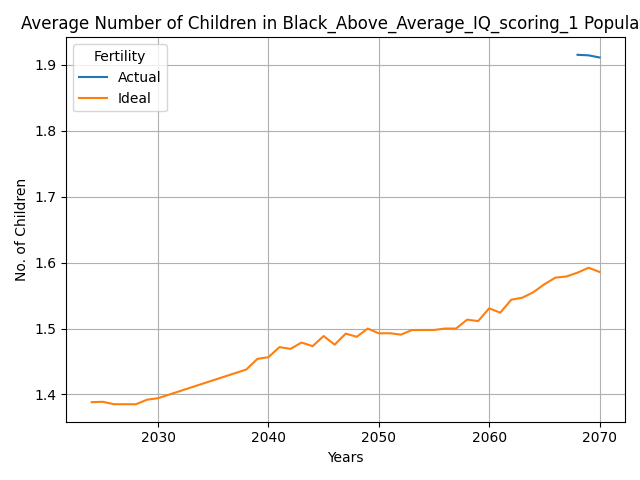 Average Number of Children in Black_Above_Average_IQ_scoring_1 Popula
Fertility
Actual
Ideal
1.9
1.8
1.7
1.6
1.5
1.4
No. of Children
2030
2040
2050
2060
2070
Years